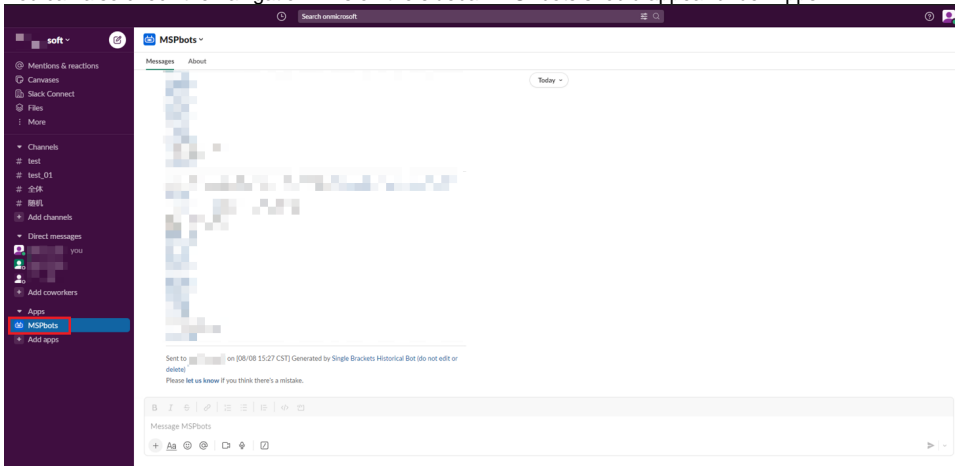 Search onmicrosoft
soft
MSPbots
Messages About
Mentions & reactions
Canvases
Slack Connect
Files
More
Today
Channels
# test
# test_01
# 全体
# 随机
+ Add channels
Direct messages
you
+ Add coworkers
Apps
MSPbots
+ Add apps
Sent to on [08/08 15:27 CST] Generated by Single Brackets Historical Bot (do not edit or
delete)
Please let us know if you think there's a mistake.
Message MSPbots